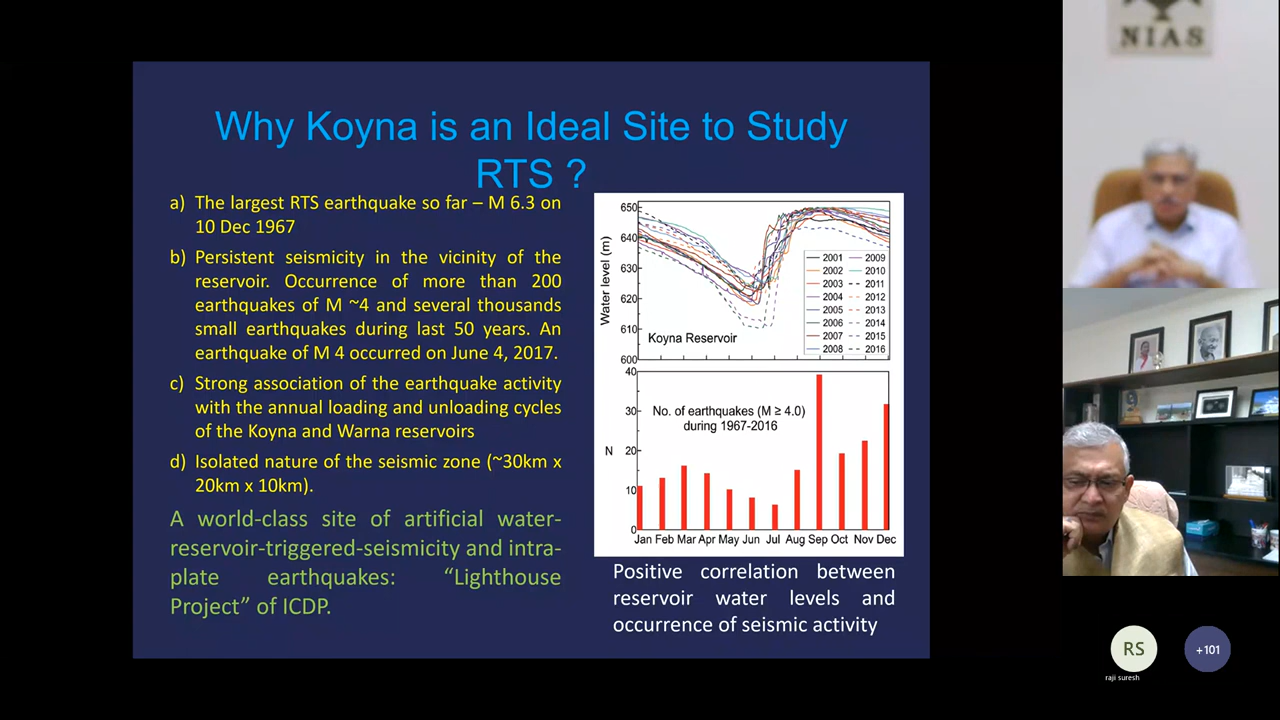 NIAS
Why Koyna is an Ideal Site to Study
RTS ?
a) The largest RTS earthquake so far – M 6.3 on
10 Dec 1967
b) Persistent seismicity in the vicinity of the
reservoir. Occurrence of more than 200
earthquakes of M ~4 and several thousands
small earthquakes during last 50 years. An
earthquake of M 4 occurred on June 4, 2017.
c) Strong association of the earthquake activity
with the annual loading and unloading cycles
of the Koyna and Warna reservoirs
d) Isolated nature of the seismic zone (~30km x
20km x 10km).
A world-class site of artificial water-
reservoir-triggered-seismicity and intra-
plate earthquakes: “Lighthouse
Project” of ICDP.
Water level (m)
650
640
630
620
610
600
Koyna Reservoir
2001 2009
2002 2010
2003 2011
2004 2012
2005 2013
2006 2014
2007 2015
2008 2016
40
30
20
10
0
N
No. of earthquakes (M ≥ 4.0)
during 1967-2016
Jan Feb Mar Apr May Jun Jul Aug Sep Oct Nov Dec
Positive correlation between
reservoir water levels and
occurrence of seismic activity
RS
raji suresh
+101